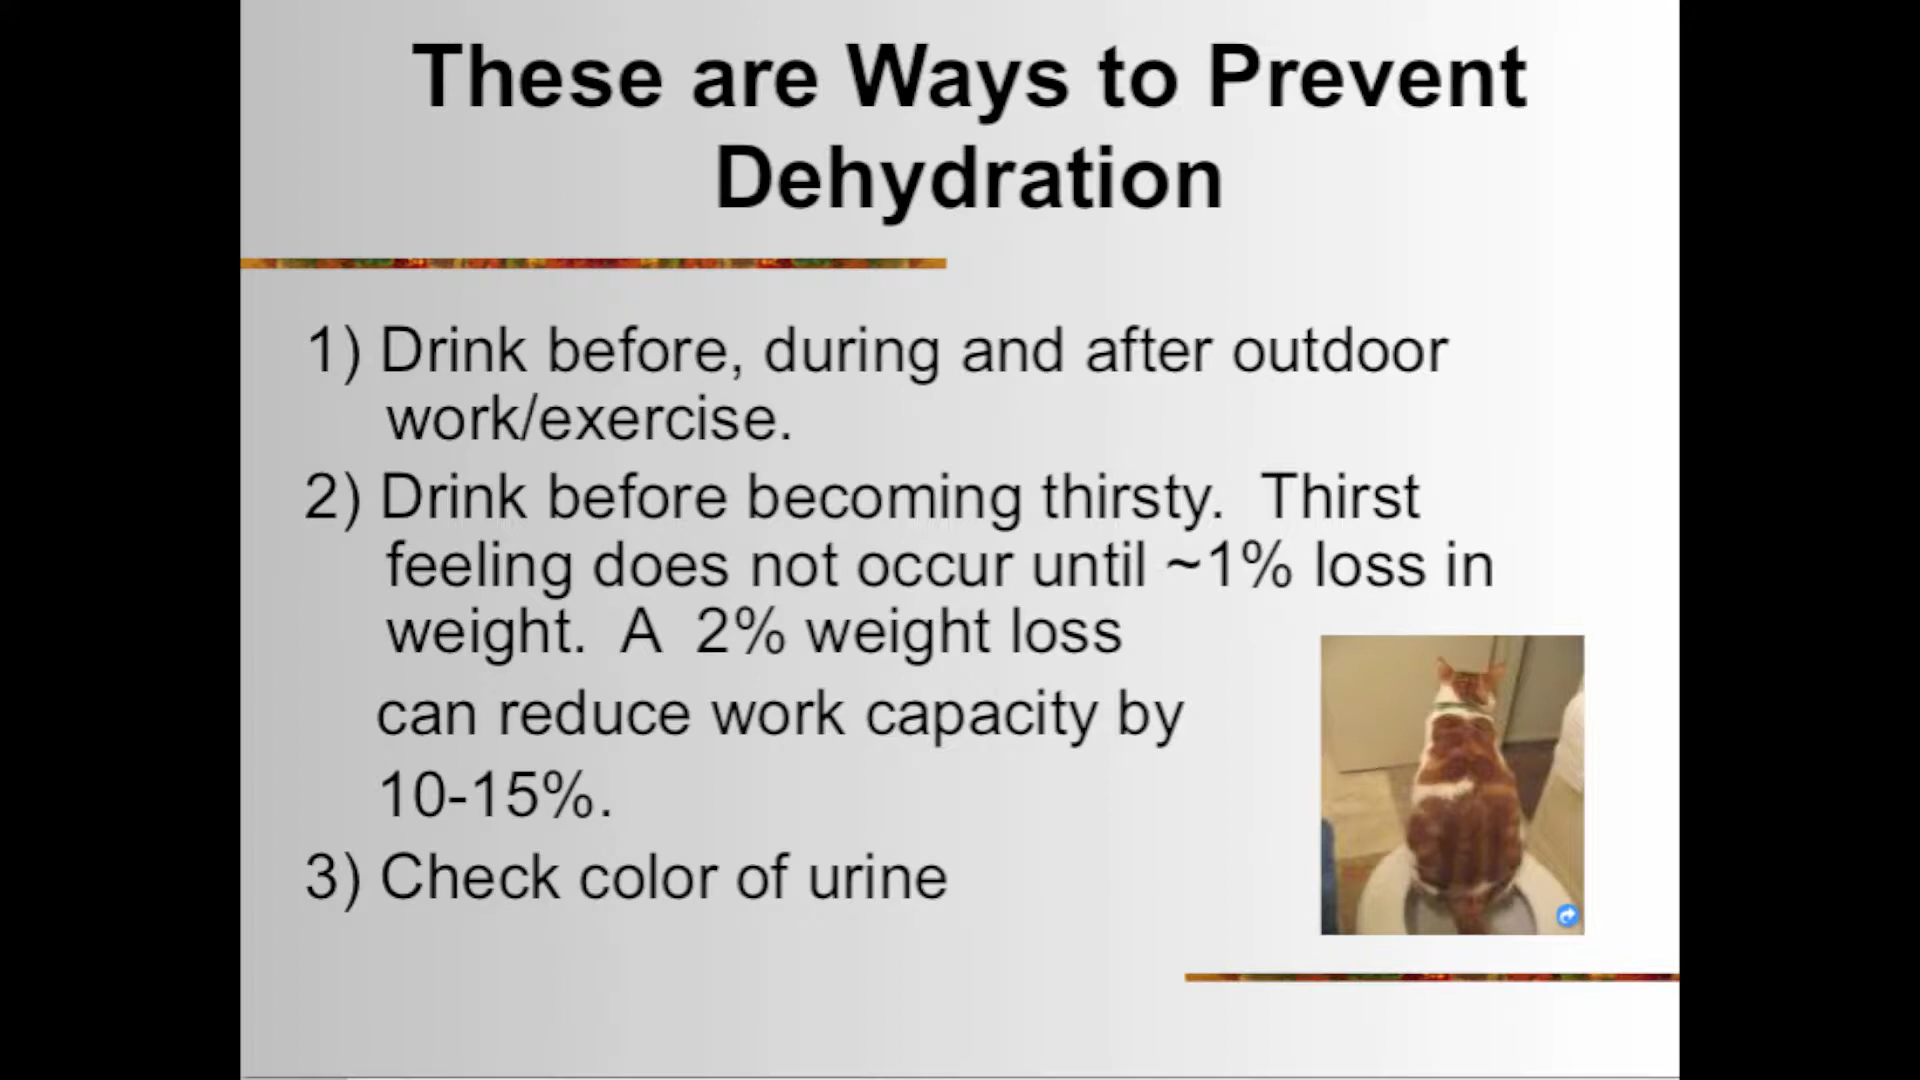 These are Ways to Prevent
Dehydration
1) Drink before, during and after outdoor
work/exercise.
2) Drink before becoming thirsty.  Thirst
feeling does not occur until ~1% loss in
weight.  A  2% weight loss
can reduce work capacity by
10-15%.
3) Check color of urine